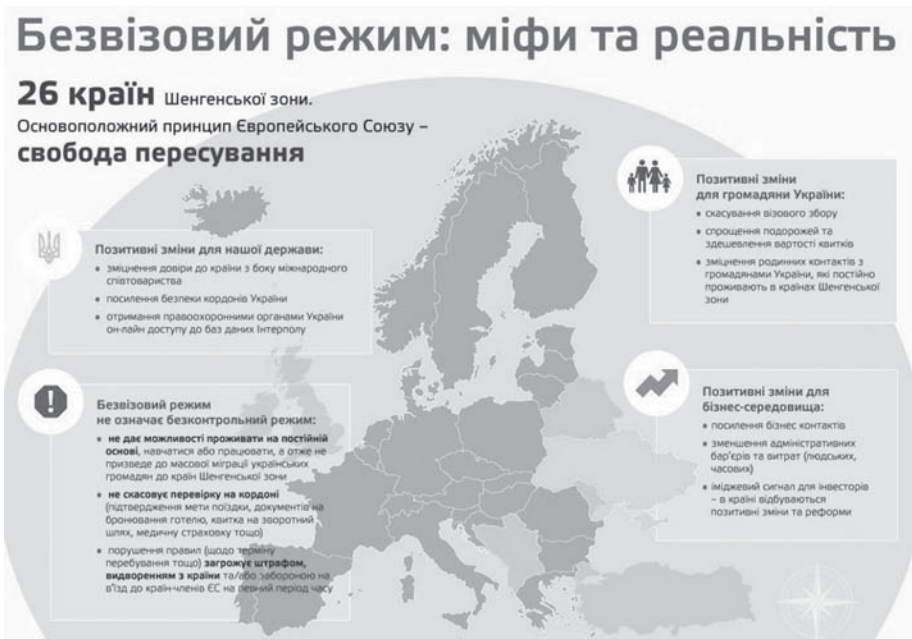 Безвізовий режим: міфи та реальність
26 країн Шенгенської зони.
Основоположний принцип Європейського Союзу –
свобода пересування
Позитивні зміни для нашої держави:
• зміцнення довіри до країни з боку міжнародного
співтовариства
• посилення безпеки кордонів України
• отримання правоохоронними органами України
он-лайн доступу до баз даних Інтерполу
Безвізовий режим
не означає безконтрольний режим:
• не дає можливості проживати на постійній
основі, навчатися або працювати, а отже не
призведе до масової міграції українських
громадян до країн Шенгенської зони
• не скасовує перевірку на кордоні
(підтвердження мети поїздки, документів на
бронювання готелю, квитка на зворотний
шлях, медичну страховку тощо)
• порушення правил (щодо терміну
перебування тощо) загрожує штрафом,
видворенням з країни та/або забороною на
в'їзд до країн-членів ЄС на певний період часу
Позитивні зміни
для громадяни України:
• скасування візового збору
• спрощення подорожей та
здешевлення вартості квитків
• зміцнення родинних контактів з
громадянами України, які постійно
проживають в країнах Шенгенської
зони
Позитивні зміни для
бізнес-середовища:
• посилення бізнес контактів
• зменшення адміністративних
бар'єрів та витрат (людських,
часових)
• іміджевий сигнал для інвесторів
– в країні відбуваються
позитивні зміни та реформи